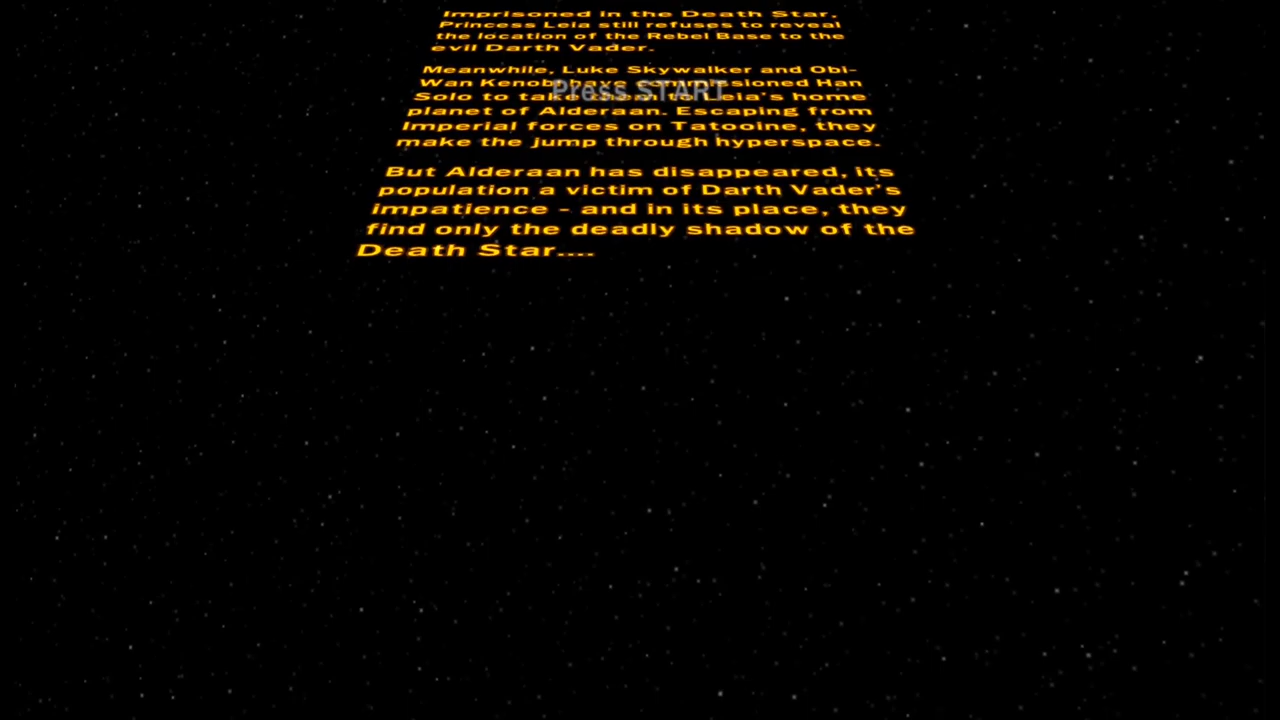 Imprisoned in the Death Star,
Princess Leia still refuses to reveal
the location of the Rebel Base to the
evil Darth Vader.
Meanwhile, Luke Skywalker and Obi-
Wan Kenobi have commissioned Han
Press START
Solo to take them to Leia's home
planet of Alderaan. Escaping from
Imperial forces on Tatooine, they
make the jump through hyperspace.
But Alderaan has disappeared, its
population a victim of Darth Vader's
impatience - and in its place, they
find only the deadly shadow of the
Death Star....